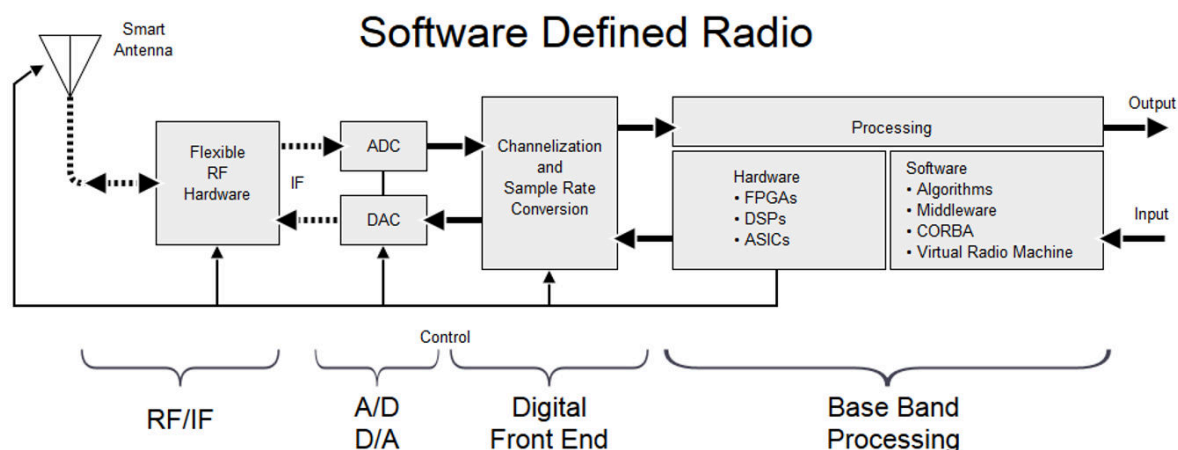 Software Defined Radio
Smart
Antenna
Flexible
RF
Hardware
IF
ADC
DAC
Channelization
and
Sample Rate
Conversion
Processing
Hardware
• FPGAs
• DSPs
• ASICs
Software
• Algorithms
• Middleware
• CORBA
• Virtual Radio Machine
Output
Input
Control
RF/IF
A/D
D/A
Digital
Front End
Base Band
Processing